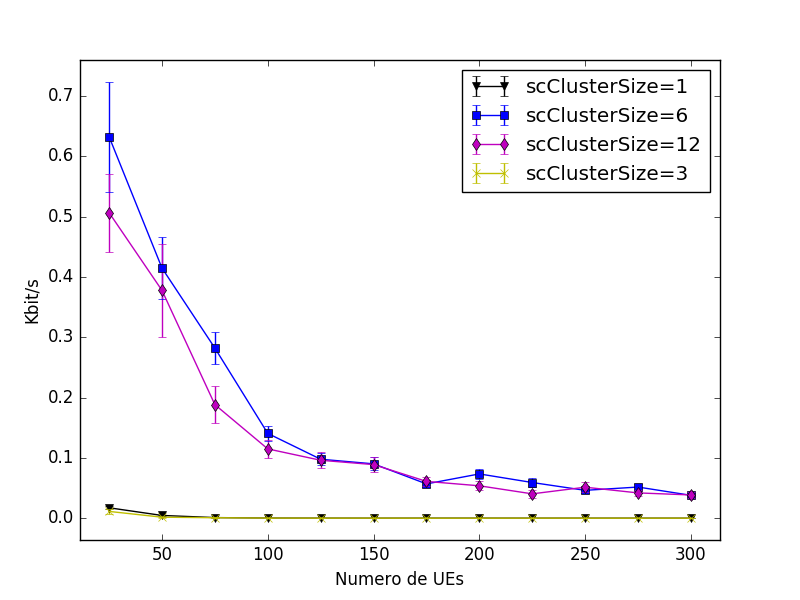 scClusterSize=1
scClusterSize=6
scClusterSize=12
scClusterSize=3
0.7
0.6
0.5
0.4
0.3
0.2
0.1
0.0
Kbit/s
50 100 150 200 250 300
Numero de UEs